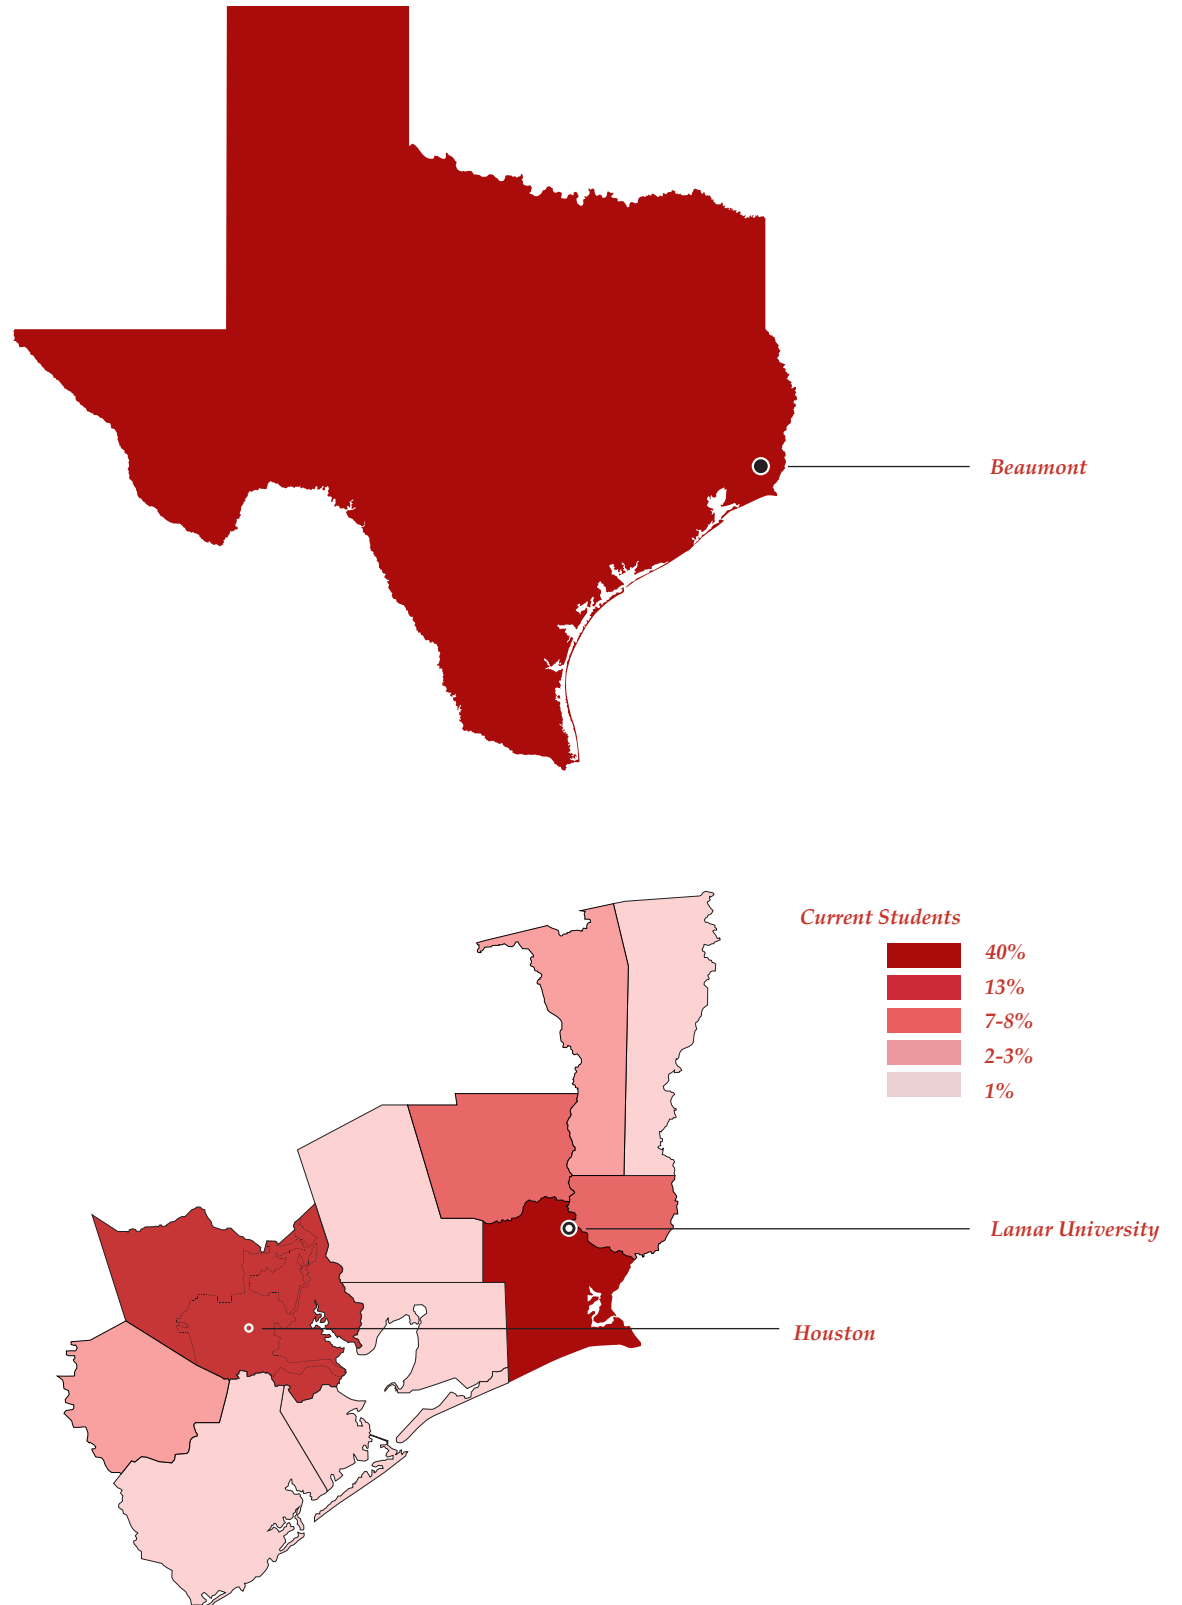 Beaumont
Current Students
40%
13%
7-8%
2-3%
1%
Lamar University
Houston